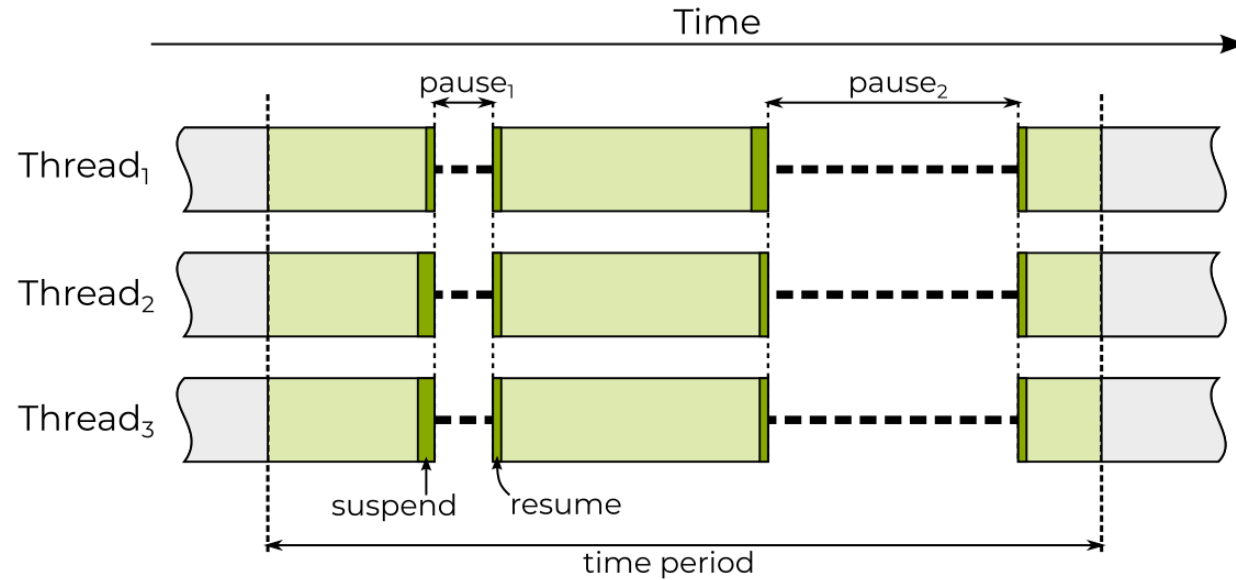 Time
pause₁
pause₂
Thread₁
Thread₂
Thread₃
suspend
resume
time period